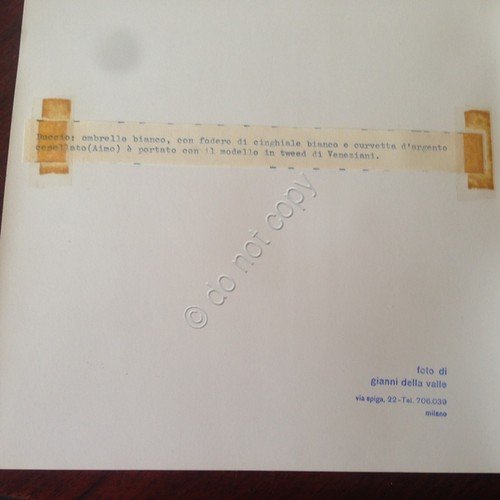 Duccio: ombrello bianco, con fodero di cinghiale bianco e curvetta d'argento
cesellato(Aimo) è portato con il modello in tweed di Veneziani.
© do not copy
foto di
gianni della valle
via spiga, 22-Tel. 706.039
milano